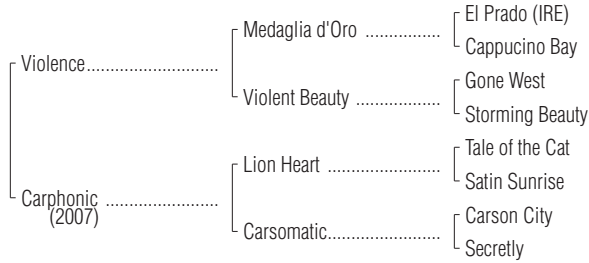 El Prado (IRE)
Medaglia d'Oro ..................
Cappucino Bay
Violence.............................
Gone West
Violent Beauty ....................
Storming Beauty
Tale of the Cat
Lion Heart ..........................
Satin Sunrise
Carphonic .........................
(2007)
Carson City
Carsomatic..........................
Secretly